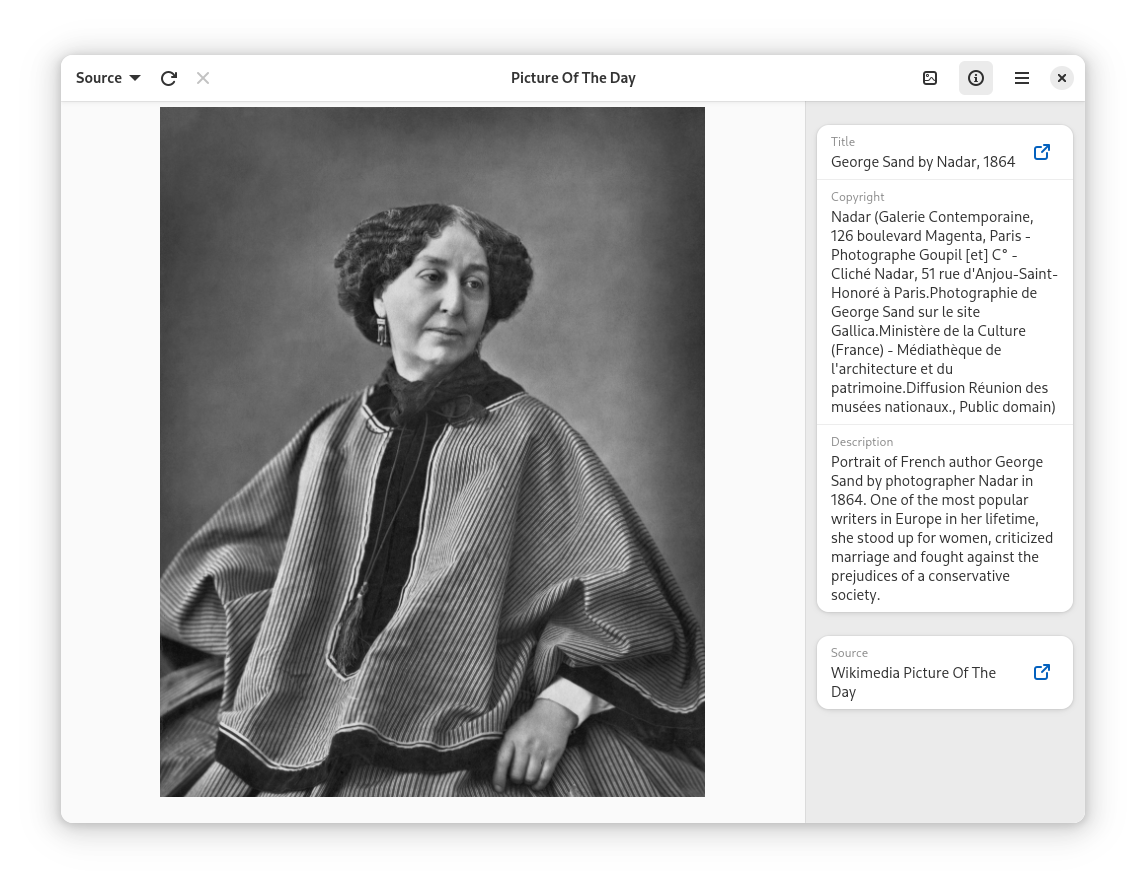 Source
Picture Of The Day
Title
George Sand by Nadar, 1864
Copyright
Nadar (Galerie Contemporaine,
126 boulevard Magenta, Paris -
Photographe Goupil [et] C° -
Cliché Nadar, 51 rue d'Anjou-Saint-
Honoré à Paris.Photographie de
George Sand sur le site
Gallica.Ministère de la Culture
(France) - Médiathèque de
l'architecture et du
patrimoine.Diffusion Réunion des
musées nationaux., Public domain)
Description
Portrait of French author George
Sand by photographer Nadar in
1864. One of the most popular
writers in Europe in her lifetime,
she stood up for women, criticized
marriage and fought against the
prejudices of a conservative
society.
Source
Wikimedia Picture Of The
Day